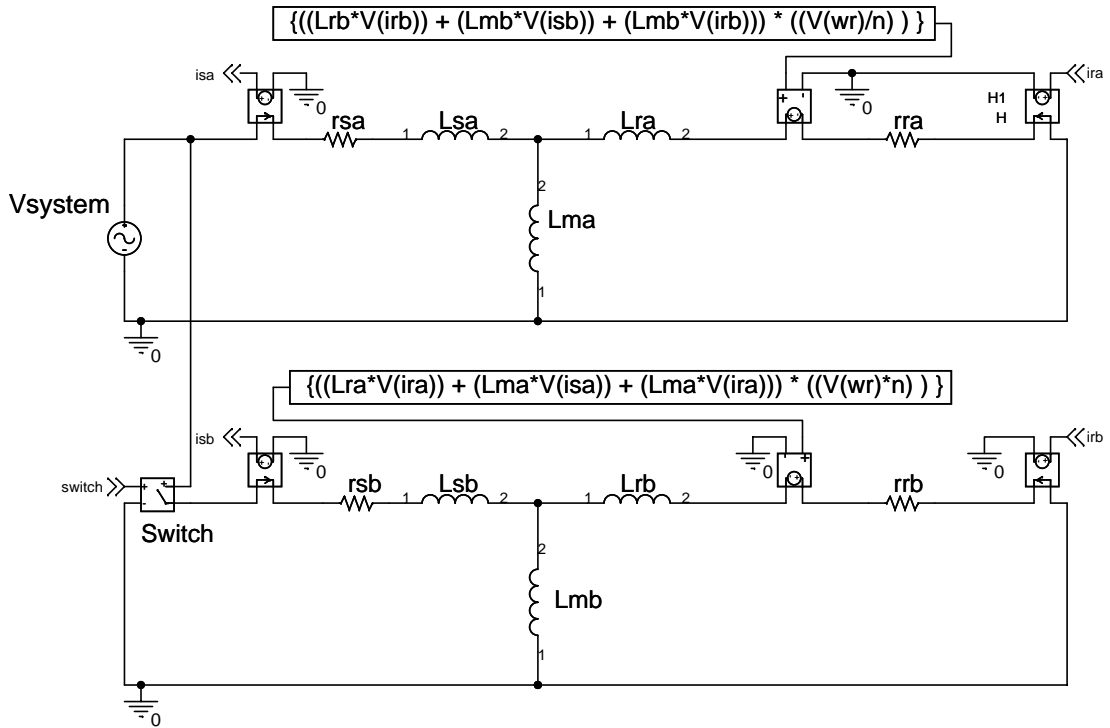 {((Lrb*V(irb)) + (Lmb*V(isb)) + (Lmb*V(irb))) * ((V(wr)/n) ) }
isa
0
+
0
ira
H1
H
rsa
1
Lsa
2
1
Lra
2
rra
Vsystem
2
Lma
1
0
{((Lra*V(ira)) + (Lma*V(isa)) + (Lma*V(ira))) * ((V(wr)*n) ) }
isb
0
0
+
0
irb
switch
+
+
-
Switch
rsb
1
Lsb
2
1
Lrb
2
rrb
2
Lmb
1
0